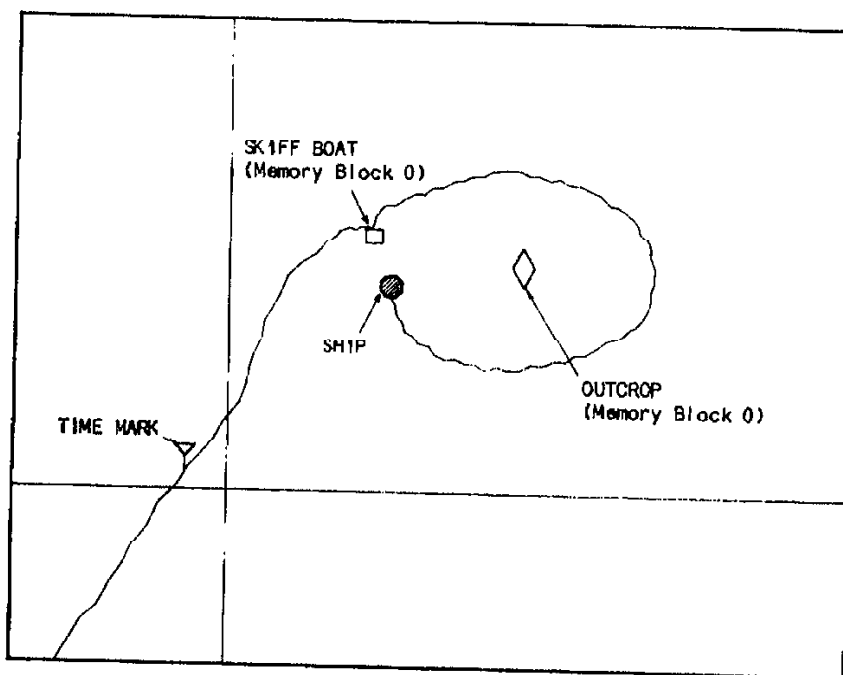 SKIFF BOAT
(Memory Block 0)
SHIP
OUTCROP
(Memory Block 0)
TIME MARK